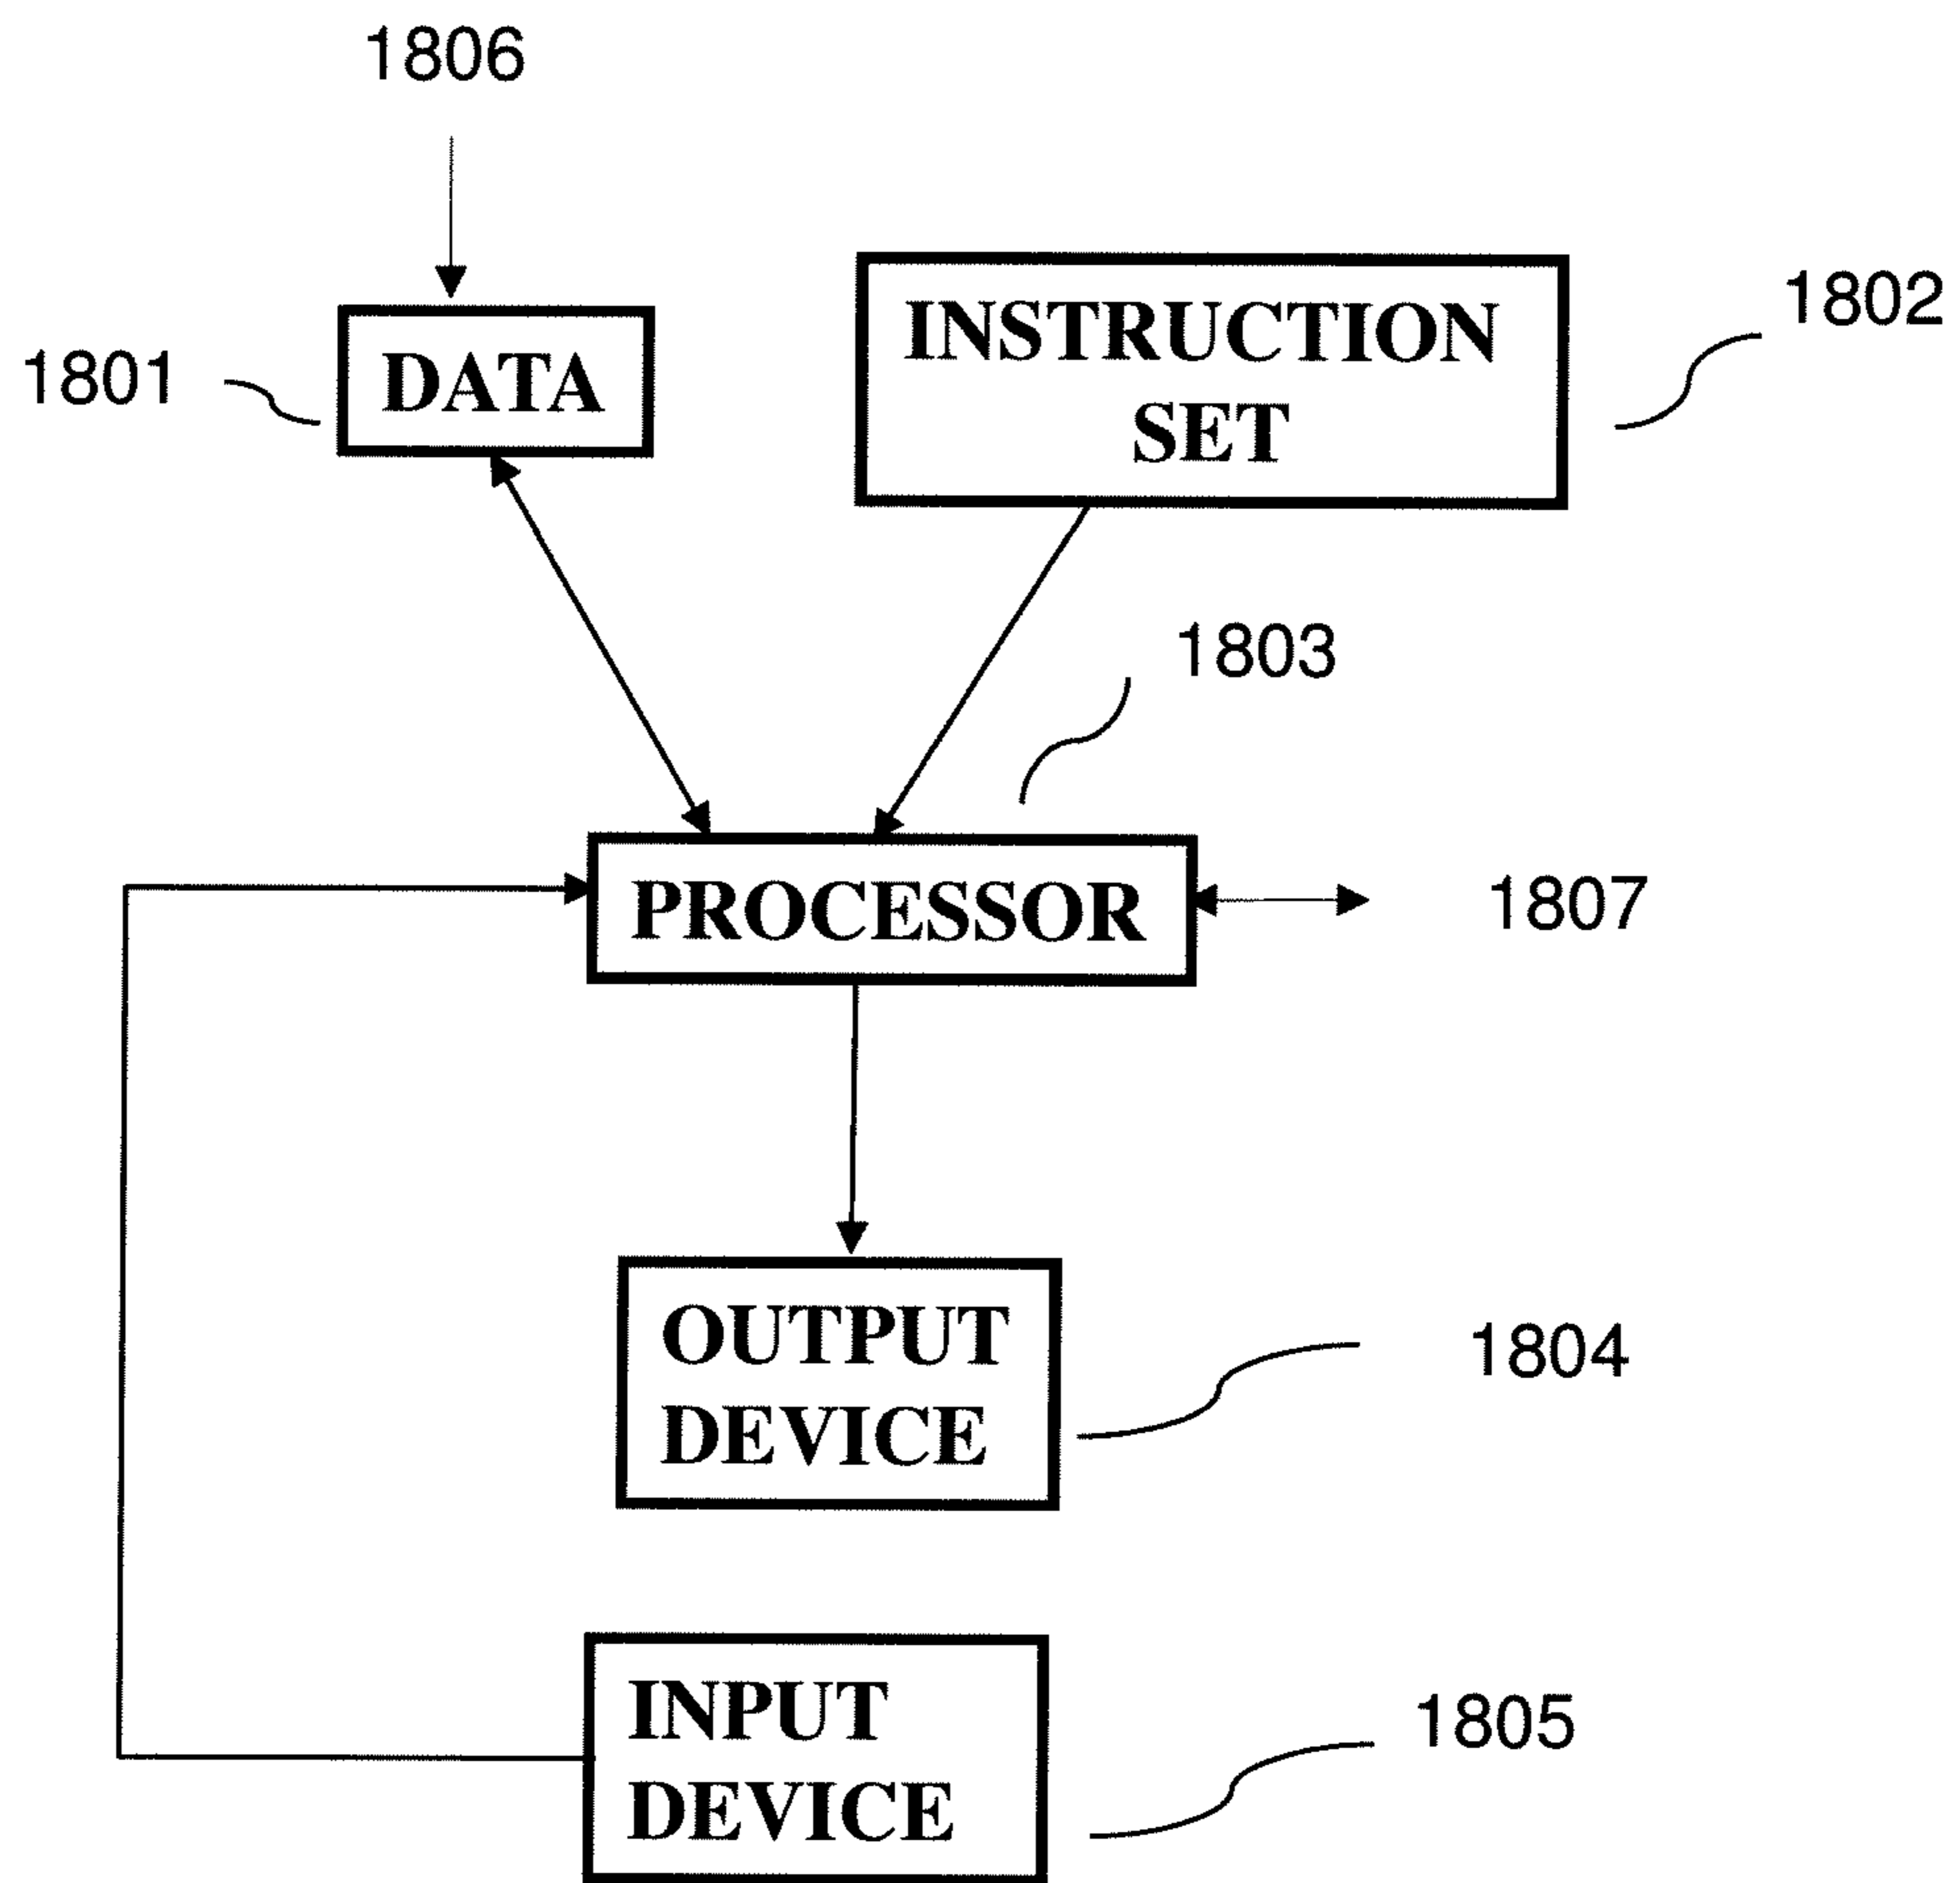 1806
1801
DATA
INSTRUCTION
SET
1802
1803
PROCESSOR
1807
OUTPUT
DEVICE
1804
INPUT
DEVICE
1805